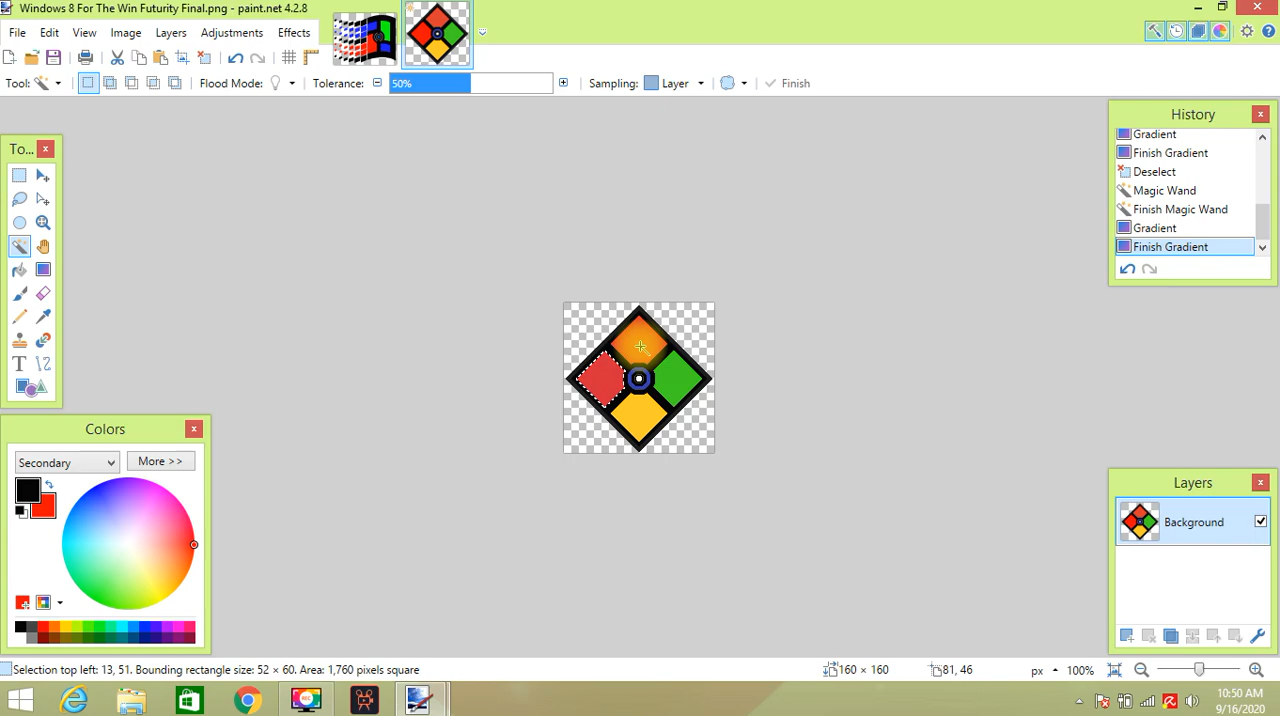 Windows 8 For The Win Futurity Final.png - paint.net 4.2.8
File Edit View Image Layers Adjustments Effects
Tool: Flood Mode: Tolerance: 50% Sampling: Layer Finish
To...
History
Gradient
Finish Gradient
Deselect
Magic Wand
Finish Magic Wand
Gradient
Finish Gradient
Colors
Secondary More >>
Layers
Background
Selection top left: 13, 51. Bounding rectangle size: 52 × 60. Area: 1,760 pixels square 160 × 160 81, 46 px 100%
10:50 AM
9/16/2020